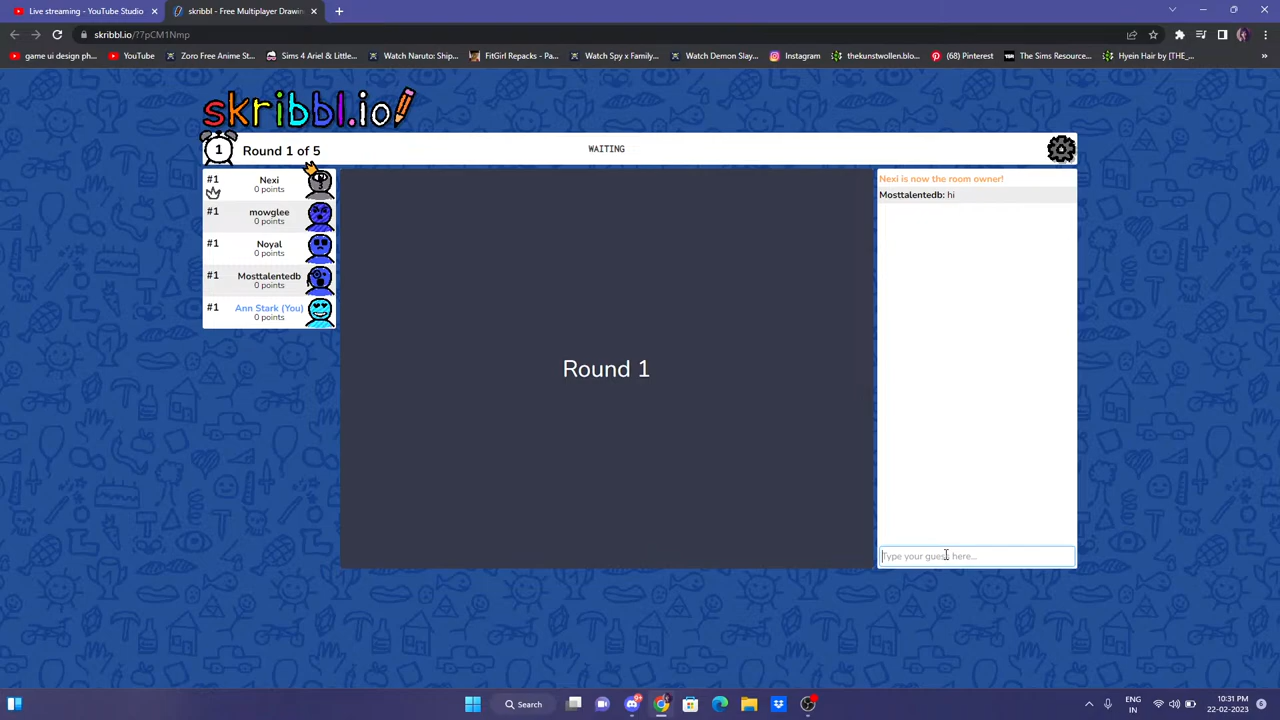 Live streaming - YouTube Studio
skribbl - Free Multiplayer Drawin
skribbl.io/?7pCM1Nmp
game ui design ph...
YouTube
Zoro Free Anime St...
Sims 4 Ariel & Little...
Watch Naruto: Ship...
FitGirl Repacks - Pa...
Watch Spy x Family...
Watch Demon Slay...
Instagram
thekunstwollen.blo...
(68) Pinterest
The Sims Resource...
Hyein Hair by [THE_...
skribbl.io
1
Round 1 of 5
WAITING
#1
Nexi
0 points
#1
mowglee
0 points
#1
Noyal
0 points
#1
Mosttalentedb
0 points
#1
Ann Stark (You)
0 points
Round 1
Nexi is now the room owner!
Mosttalentedb: hi
Type your guess here...
Search
ENG
IN
10:31 PM
22-02-2023